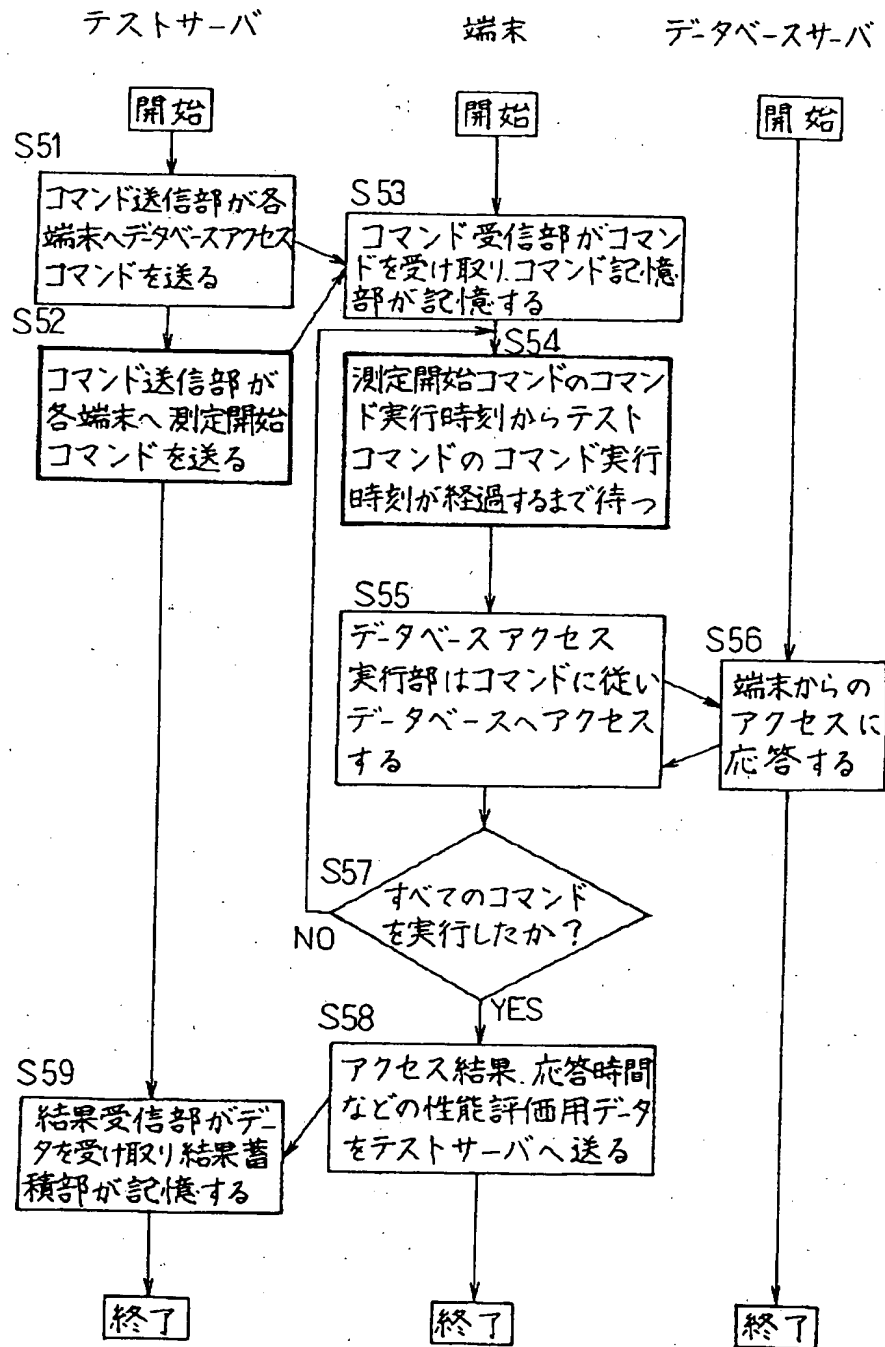 テストサーバ
端末
データベースサーバ
開始
開始
開始
S51
コマンド送信部が各
端末へデータベースアクセス
コマンドを送る
S53
コマンド受信部がコマン
ドを受け取り、コマンド記憶
部が記憶する
S52
コマンド送信部が
各端末へ測定開始
コマンドを送る
S54
測定開始コマンドのコマン
ド実行時刻からテスト
コマンドのコマンド実行
時刻が経過するまで待つ
S55
データベースアクセス
実行部はコマンドに従い
データベースへアクセス
する
S56
端末からの
アクセスに
応答する
S57
すべてのコマンド
を実行したか?
NO
YES
S58
アクセス結果、応答時間
などの性能評価用データ
をテストサーバへ送る
S59
結果受信部がデー
タを受け取り結果蓄
積部が記憶する
終了
終了
終了